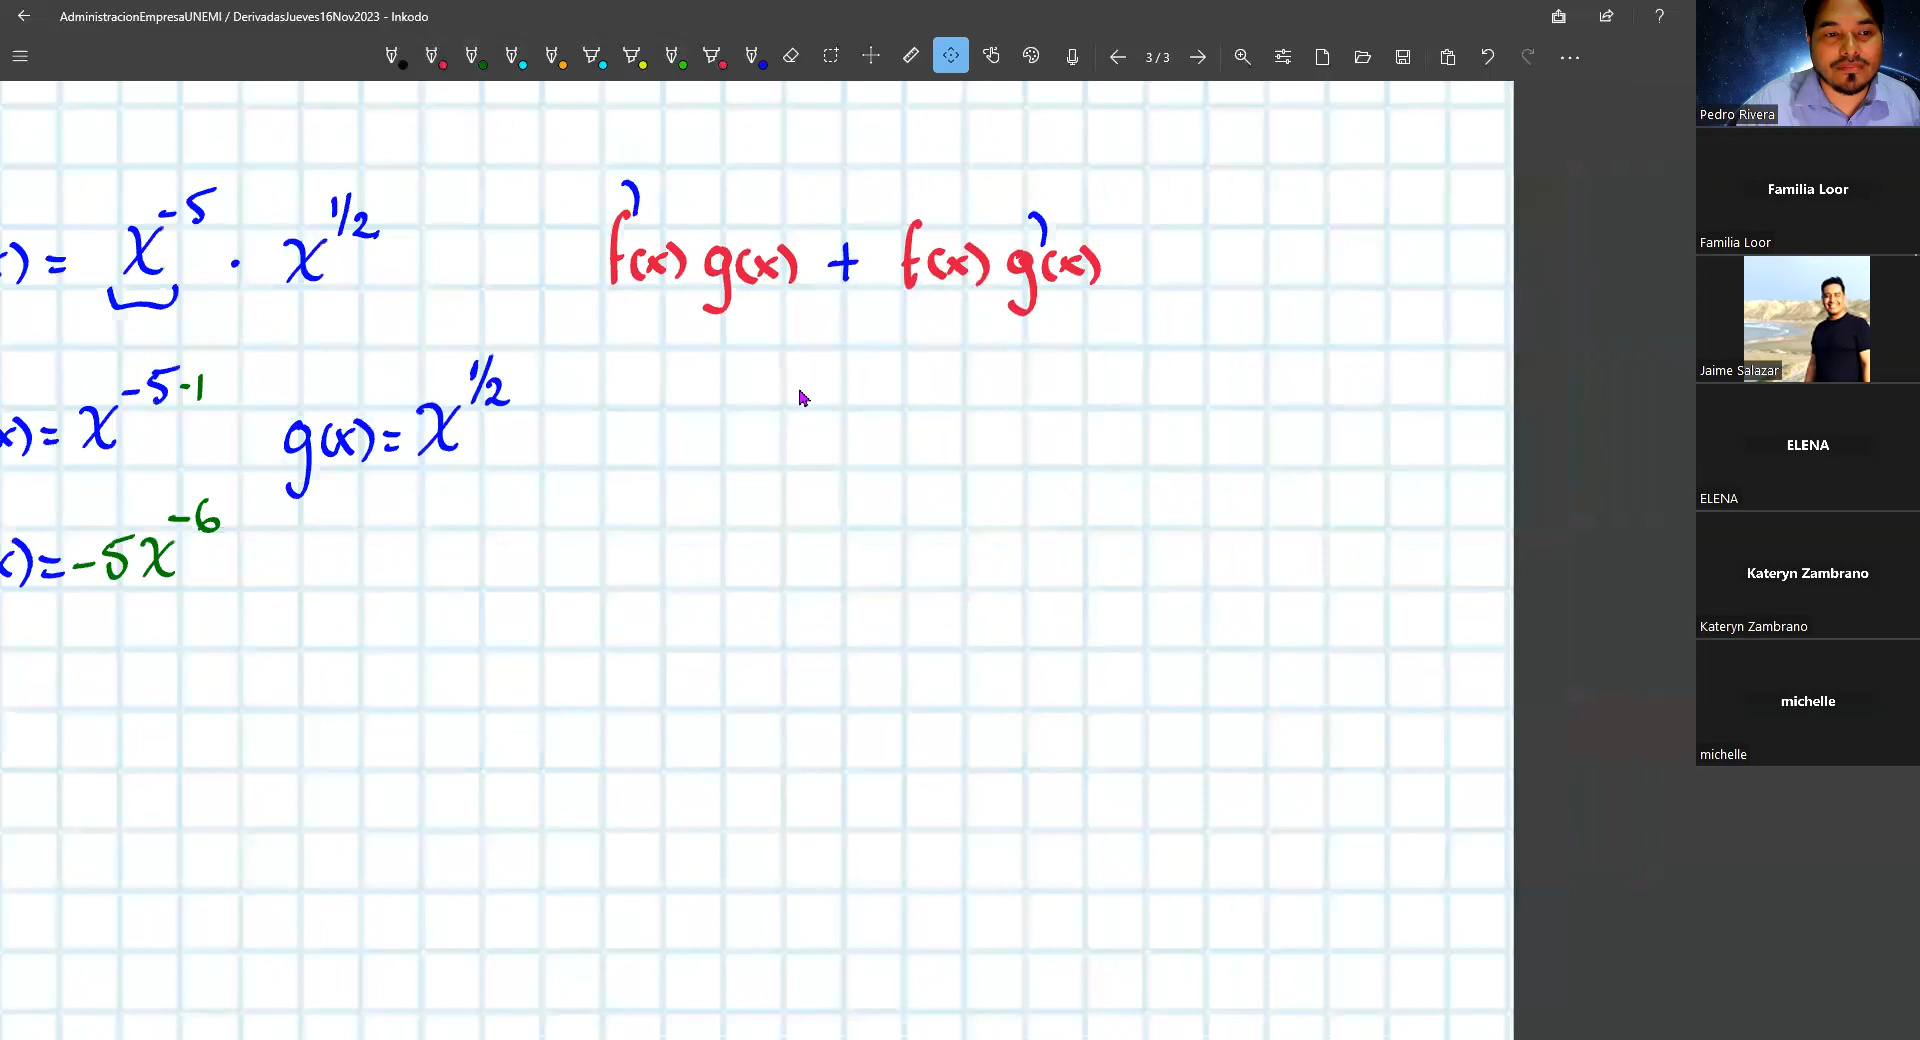 AdministracionEmpresaUNEMI / DerivadasJueves16Nov2023 - Inkodo
3 / 3
) = x^-5 · x^1/2
f'(x) g(x) + f(x) g'(x)
x) = x^-5-1
g(x) = x^1/2
x) = -5x^-6
Pedro Rivera
Familia Loor
Familia Loor
Jaime Salazar
ELENA
ELENA
Kateryn Zambrano
Kateryn Zambrano
michelle
michelle